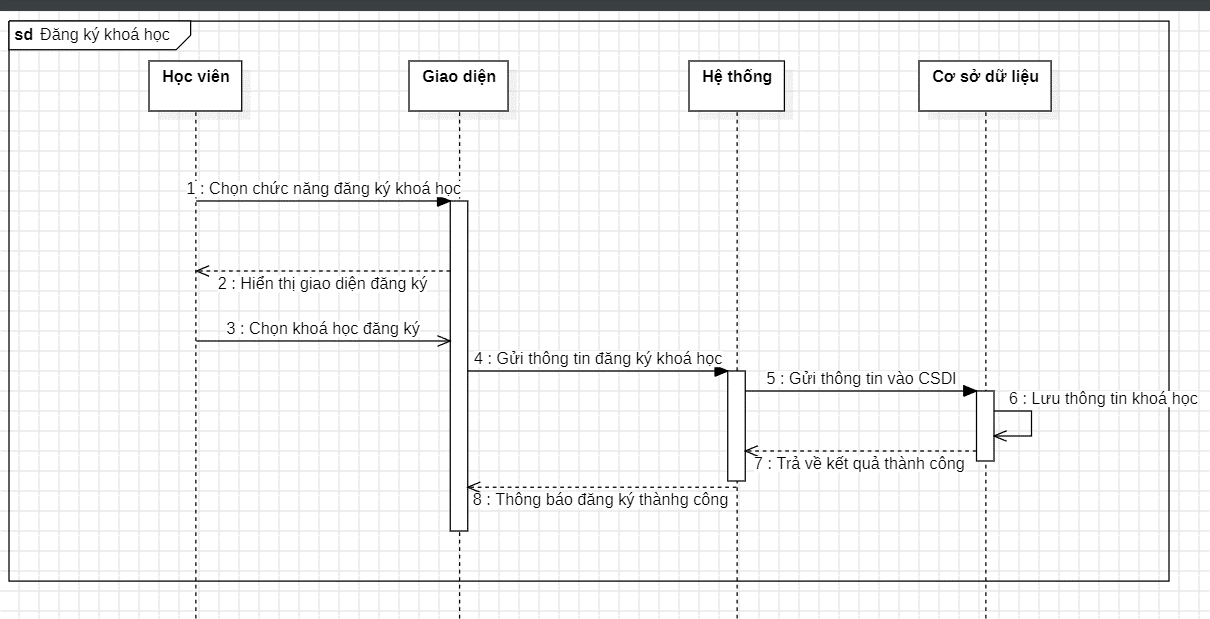 sd Đăng ký khoá học
Học viên
Giao diện
Hệ thống
Cơ sở dữ liệu
1 : Chọn chức năng đăng ký khoá học
2 : Hiển thị giao diện đăng ký
3 : Chọn khoá học đăng ký
4 : Gửi thông tin đăng ký khoá học
5 : Gửi thông tin vào CSDl
6 : Lưu thông tin khoá học
7 : Trả về kết quả thành công
8 : Thông báo đăng ký thànhg công